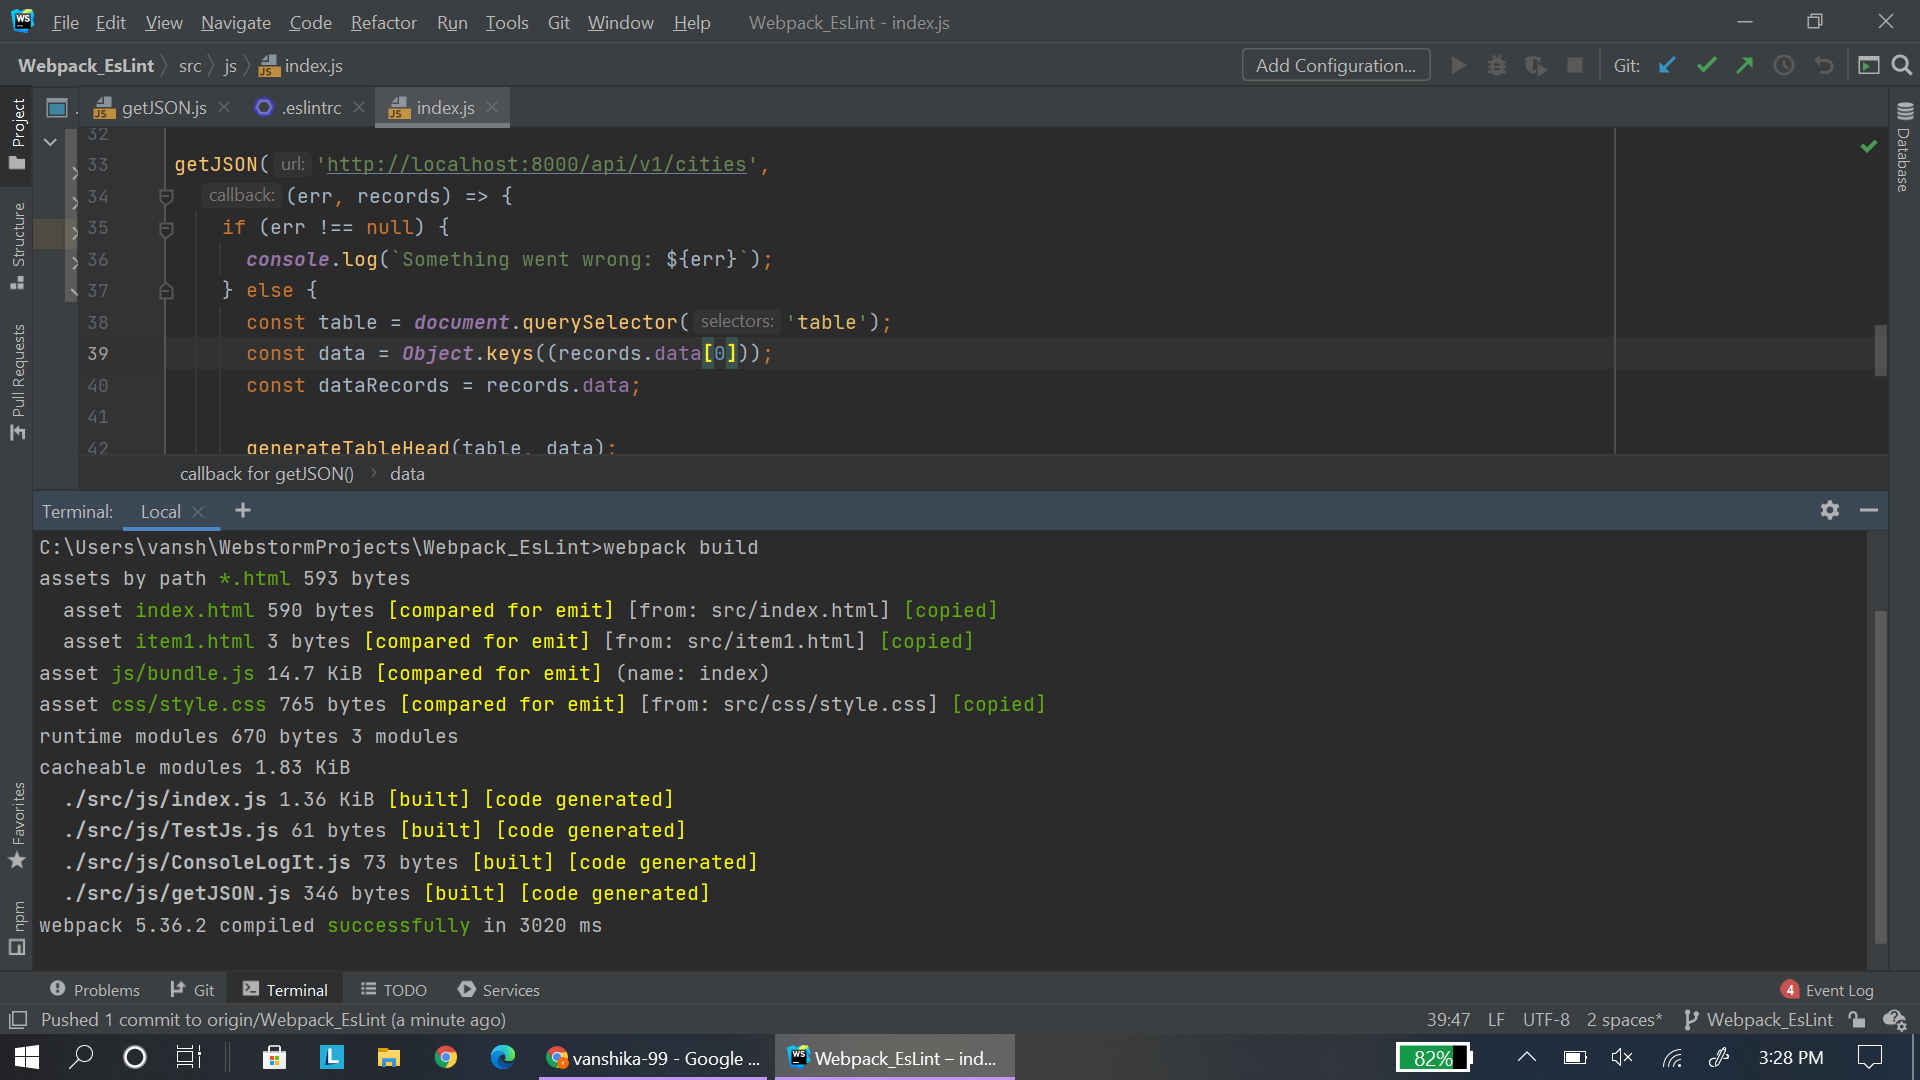 File Edit View Navigate Code Refactor Run Tools Git Window Help Webpack_EsLint - index.js
Webpack_EsLint src js index.js Add Configuration... Git:
getJSON.js .eslintrc index.js
Project
Structure
Pull Requests
Favorites
npm
Database
32
33 getJSON( url: 'http://localhost:8000/api/v1/cities',
34 callback: (err, records) => {
35 if (err !== null) {
36 console.log(`Something went wrong: ${err}`);
37 } else {
38 const table = document.querySelector( selectors: 'table');
39 const data = Object.keys((records.data[0]));
40 const dataRecords = records.data;
41
42 generateTableHead(table, data);
callback for getJSON() data
Terminal: Local
C:\Users\vansh\WebstormProjects\Webpack_EsLint>webpack build
assets by path *.html 593 bytes
asset index.html 590 bytes [compared for emit] [from: src/index.html] [copied]
asset item1.html 3 bytes [compared for emit] [from: src/item1.html] [copied]
asset js/bundle.js 14.7 KiB [compared for emit] (name: index)
asset css/style.css 765 bytes [compared for emit] [from: src/css/style.css] [copied]
runtime modules 670 bytes 3 modules
cacheable modules 1.83 KiB
./src/js/index.js 1.36 KiB [built] [code generated]
./src/js/TestJs.js 61 bytes [built] [code generated]
./src/js/ConsoleLogIt.js 73 bytes [built] [code generated]
./src/js/getJSON.js 346 bytes [built] [code generated]
webpack 5.36.2 compiled successfully in 3020 ms
Problems Git Terminal TODO Services 4 Event Log
Pushed 1 commit to origin/Webpack_EsLint (a minute ago) 39:47 LF UTF-8 2 spaces* Webpack_EsLint
vanshika-99 - Google ... Webpack_EsLint – ind... 82% 3:28 PM